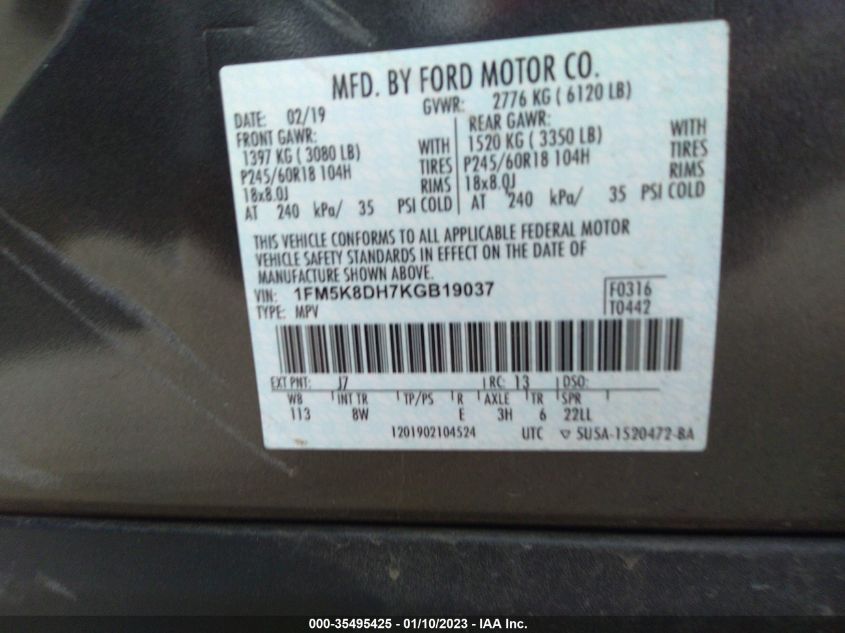 MFD. BY FORD MOTOR CO.
DATE: 02/19 GVWR: 2776 KG ( 6120 LB)
FRONT GAWR: REAR GAWR:
1397 KG ( 3080 LB) WITH 1520 KG ( 3350 LB) WITH
P245/60R18 104H TIRES P245/60R18 104H TIRES
18x8.0J RIMS 18x8.0J RIMS
AT 240 kPa/ 35 PSI COLD AT 240 kPa/ 35 PSI COLD
THIS VEHICLE CONFORMS TO ALL APPLICABLE FEDERAL MOTOR
VEHICLE SAFETY STANDARDS IN EFFECT ON THE DATE OF
MANUFACTURE SHOWN ABOVE.
VIN: 1FM5K8DH7KGB19037 F0316
TYPE: MPV T0442
EXT PNT: J7 RC: 13 DSO:
WB INT TR TP/PS R AXLE TR SPR
113 8W E 3H 6 22LL
1201902104524 UTC ▽ SU5A-1520472-BA
000-35495425 - 01/10/2023 - IAA Inc.